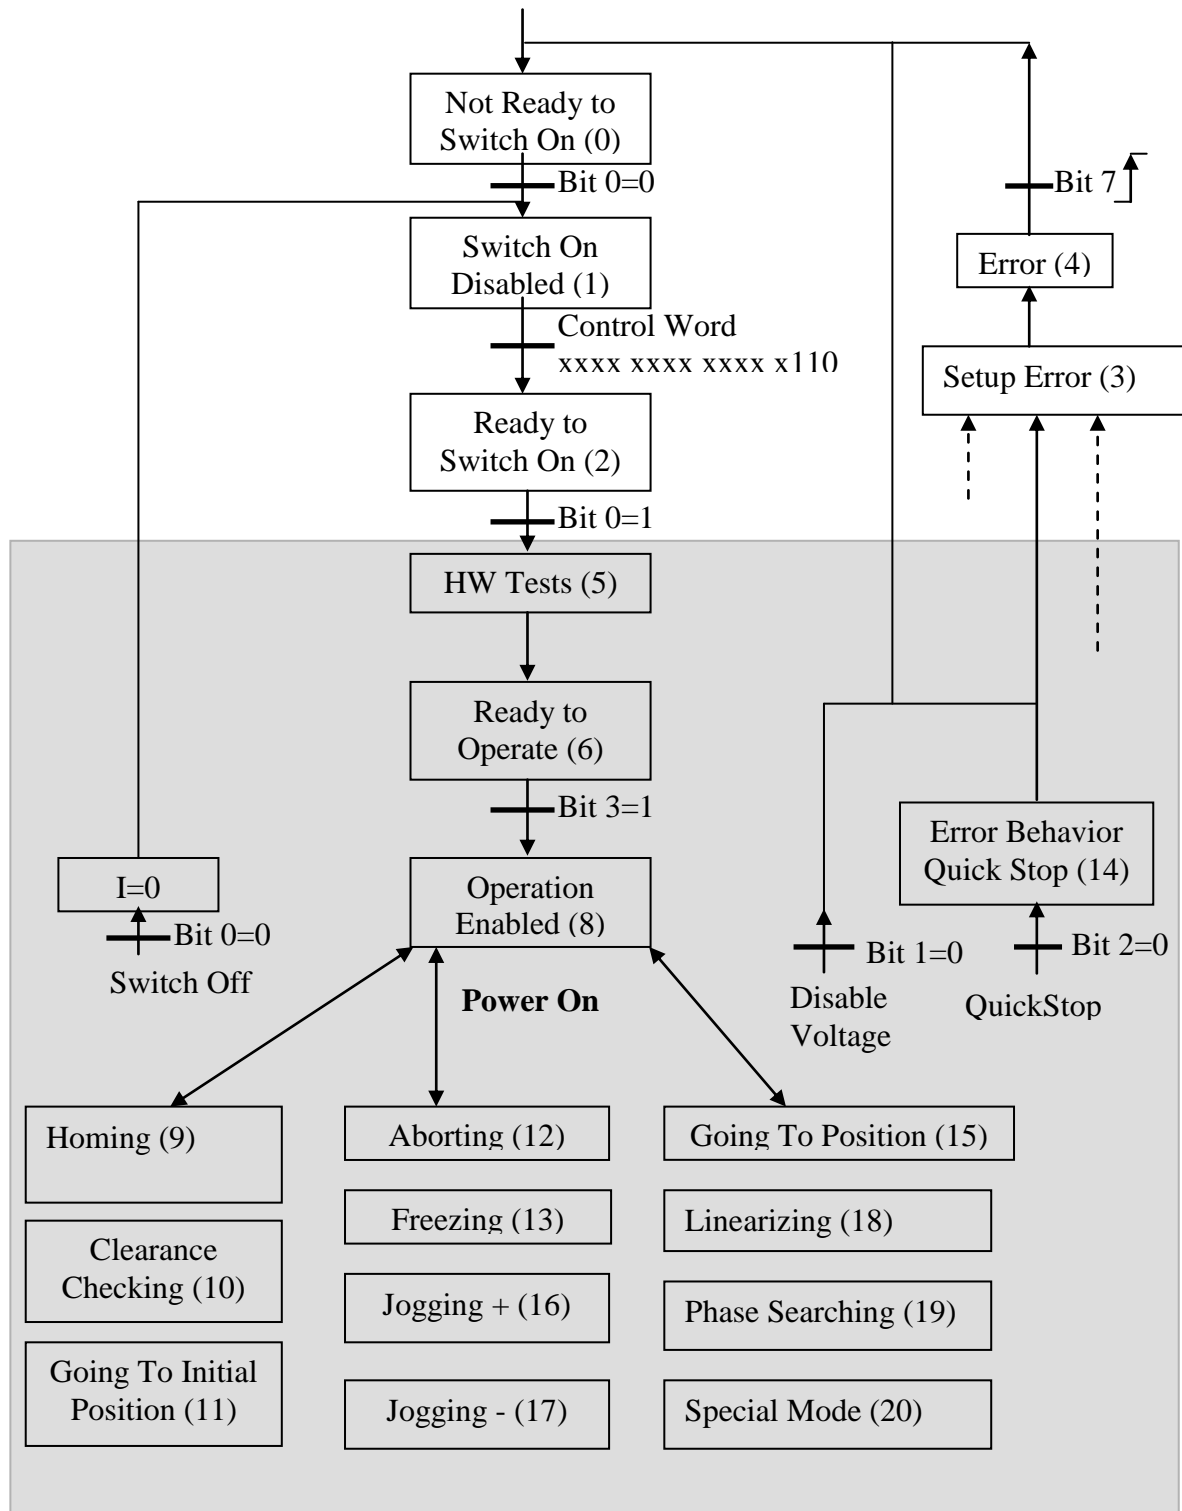 Not Ready to
Switch On (0)
Bit 0=0
Switch On
Disabled (1)
Control Word
xxxx xxxx xxxx x110
Ready to
Switch On (2)
Bit 0=1
Bit 7
Error (4)
Setup Error (3)
HW Tests (5)
Ready to
Operate (6)
Bit 3=1
Operation
Enabled (8)
I=0
Bit 0=0
Switch Off
Power On
Error Behavior
Quick Stop (14)
Bit 1=0
Disable
Voltage
Bit 2=0
QuickStop
Homing (9)
Clearance
Checking (10)
Going To Initial
Position (11)
Aborting (12)
Freezing (13)
Jogging + (16)
Jogging - (17)
Going To Position (15)
Linearizing (18)
Phase Searching (19)
Special Mode (20)